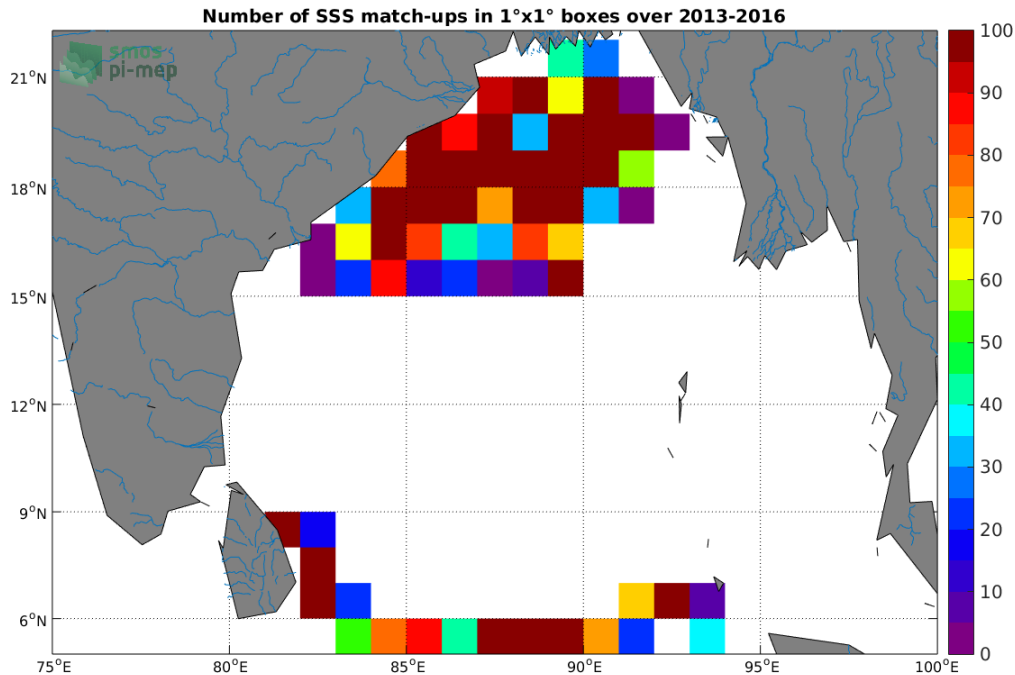 Number of SSS match-ups in 1°x1° boxes over 2013-2016
smos
pi-mep
21°N
18°N
15°N
12°N
9°N
6°N
75°E 80°E 85°E 90°E 95°E 100°E
100
90
80
70
60
50
40
30
20
10
0